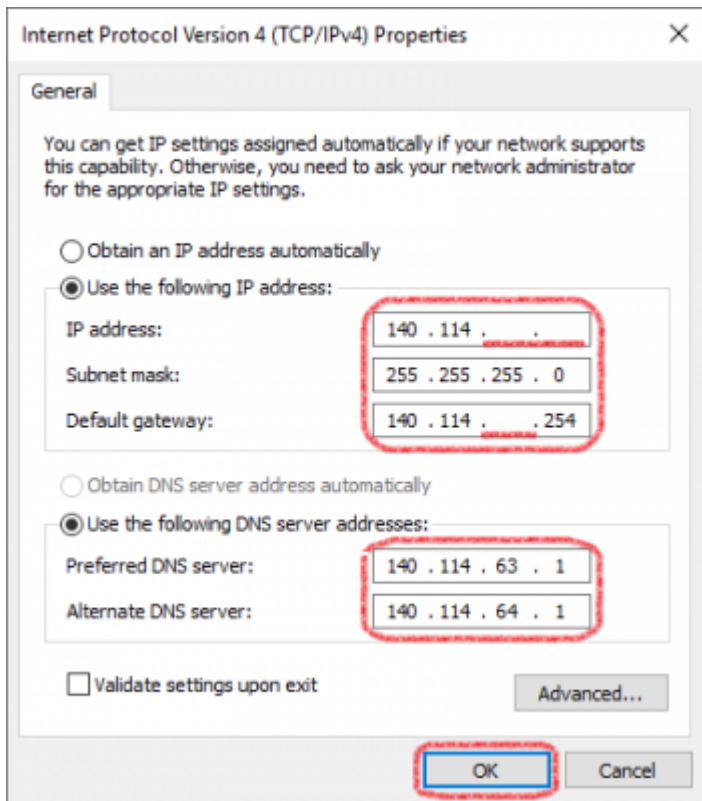 Internet Protocol Version 4 (TCP/IPv4) Properties
General
You can get IP settings assigned automatically if your network supports
this capability. Otherwise, you need to ask your network administrator
for the appropriate IP settings.
Obtain an IP address automatically
Use the following IP address:
IP address: 140 . 114 . .
Subnet mask: 255 . 255 . 255 . 0
Default gateway: 140 . 114 . . 254
Obtain DNS server address automatically
Use the following DNS server addresses:
Preferred DNS server: 140 . 114 . 63 . 1
Alternate DNS server: 140 . 114 . 64 . 1
Validate settings upon exit
Advanced...
OK Cancel